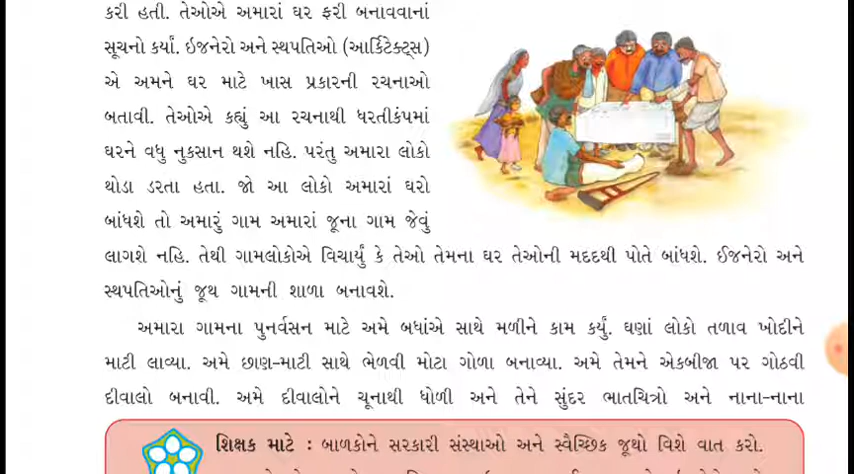 કરી હતી. તેઓએ અમારાં ઘર ફરી બનાવવાનાં
સૂચનો કર્યાં. ઇજનેરો અને સ્થપતિઓ (આર્કિટેક્ટ્સ)
એ અમને ઘર માટે ખાસ પ્રકારની રચનાઓ
બતાવી. તેઓએ કહ્યું આ રચનાથી ધરતીકંપમાં
ઘરને વધુ નુકસાન થશે નહિ. પરંતુ અમારા લોકો
થોડા ડરતા હતા. જો આ લોકો અમારાં ઘરો
બાંધશે તો અમારું ગામ અમારાં જૂના ગામ જેવું
લાગશે નહિ. તેથી ગામલોકોએ વિચાર્યું કે તેઓ તેમના ઘર તેઓની મદદથી પોતે બાંધશે. ઈજનેરો અને
સ્થપતિઓનું જૂથ ગામની શાળા બનાવશે.
અમારા ગામના પુનર્વસન માટે અમે બધાંએ સાથે મળીને કામ કર્યું. ઘણાં લોકો તળાવ ખોદીને
માટી લાવ્યા. અમે છાણ-માટી સાથે ભેળવી મોટા ગોળા બનાવ્યા. અમે તેમને એકબીજા પર ગોઠવી
દીવાલો બનાવી. અમે દીવાલોને ચૂનાથી ધોળી અને તેને સુંદર ભાતચિત્રો અને નાના-નાના
શિક્ષક માટે : બાળકોને સરકારી સંસ્થાઓ અને સ્વૈચ્છિક જૂથો વિશે વાત કરો.